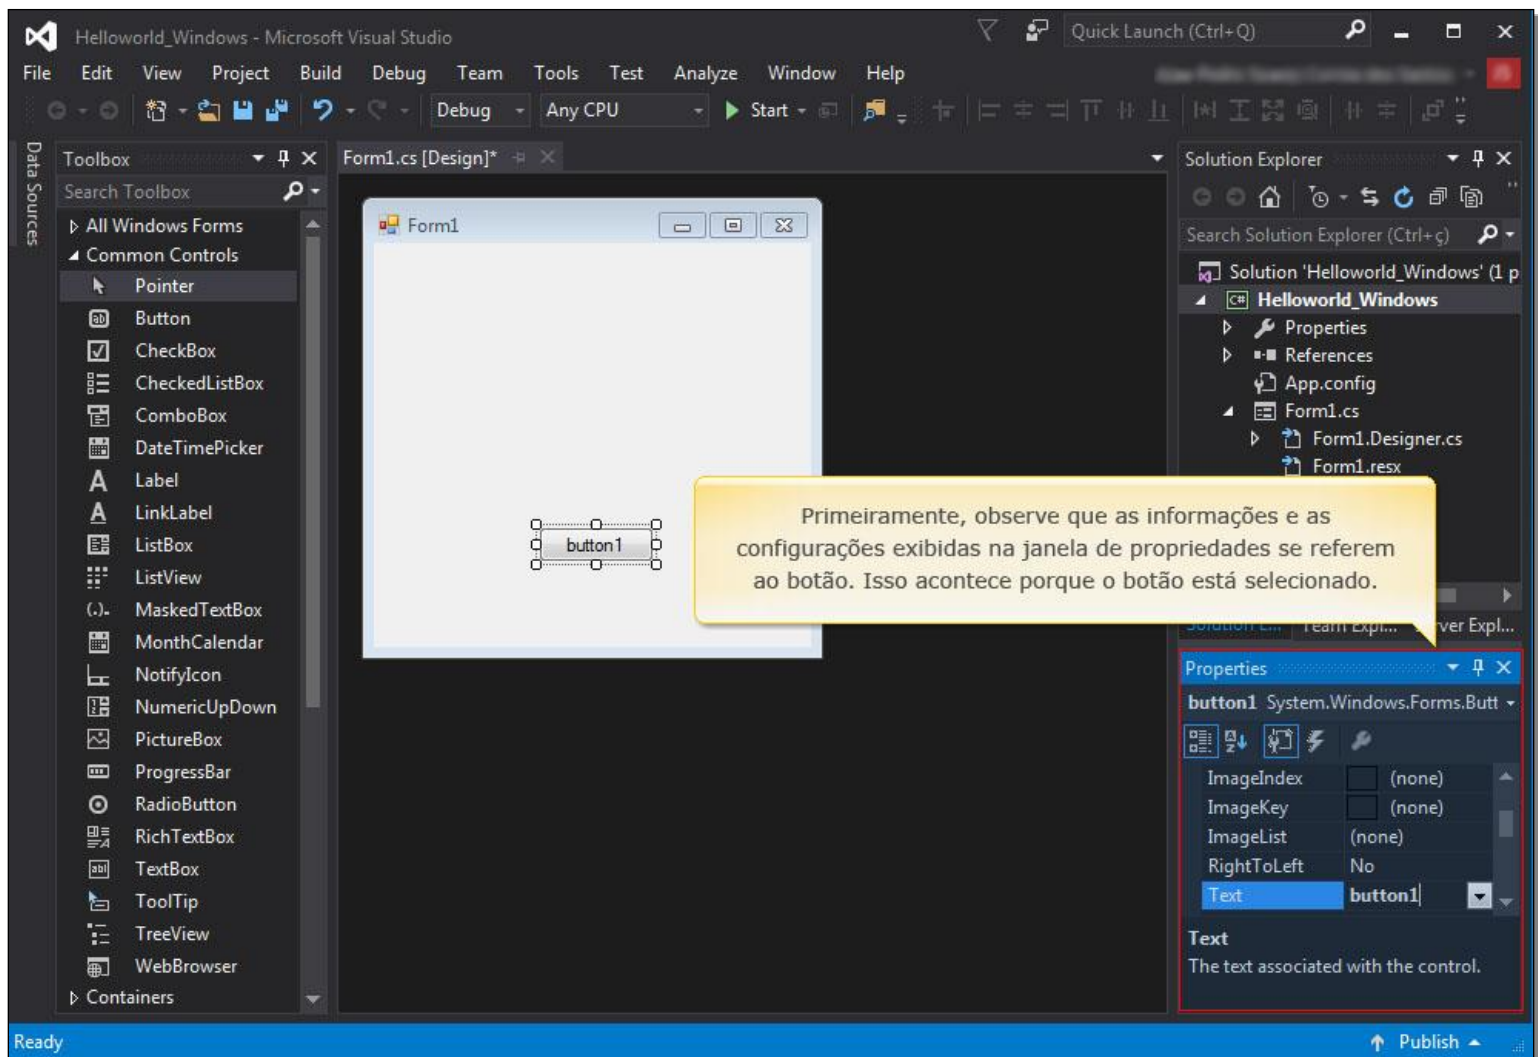 Helloworld_Windows - Microsoft Visual Studio
Quick Launch (Ctrl+Q)
File Edit View Project Build Debug Team Tools Test Analyze Window Help
Debug Any CPU Start
Data Sources
Toolbox
Search Toolbox
All Windows Forms
Common Controls
Pointer
Button
CheckBox
CheckedListBox
ComboBox
DateTimePicker
Label
LinkLabel
ListBox
ListView
MaskedTextBox
MonthCalendar
NotifyIcon
NumericUpDown
PictureBox
ProgressBar
RadioButton
RichTextBox
TextBox
ToolTip
TreeView
WebBrowser
Containers
Form1.cs [Design]*
Form1
button1
Primeiramente, observe que as informações e as
configurações exibidas na janela de propriedades se referem
ao botão. Isso acontece porque o botão está selecionado.
Solution Explorer
Search Solution Explorer (Ctrl+ç)
Solution 'Helloworld_Windows' (1 p
C# Helloworld_Windows
Properties
References
App.config
Form1.cs
Form1.Designer.cs
Form1.resx
Solution E... Team Expl... ver Expl...
Properties
button1 System.Windows.Forms.Butt
ImageIndex (none)
ImageKey (none)
ImageList (none)
RightToLeft No
Text button1
Text
The text associated with the control.
Ready
Publish